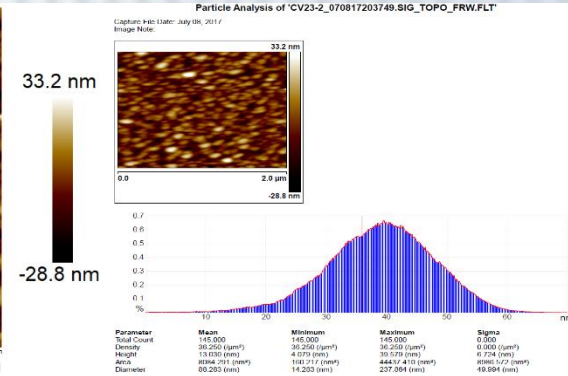 Particle Analysis of 'CV23-2_070817203749.SIG_TOPO_FRW.FLT'
Capture File Date: July 08, 2017
Image Note:
33.2 nm
33.2 nm
0.0 2.0 µm
-28.8 nm
-28.8 nm
0.7
0.6
0.5
0.4
0.3
0.2
0.1
%
10 20 30 40 50 60
Parameter Mean Minimum Maximum Sigma
Total Count 145.000 145.000 145.000 0.000
Density 36.250 (/µm²) 36.250 (/µm²) 36.250 (/µm²) 0.000 (/µm²)
Height 13.030 (nm) 4.079 (nm) 39.579 (nm) 6.724 (nm)
Area 8084.291 (nm²) 160.217 (nm²) 44437.410 (nm²) (nm²)
Diameter 88.283 (nm) 14.283 (nm) 237.864 (nm) 49.894 (nm)